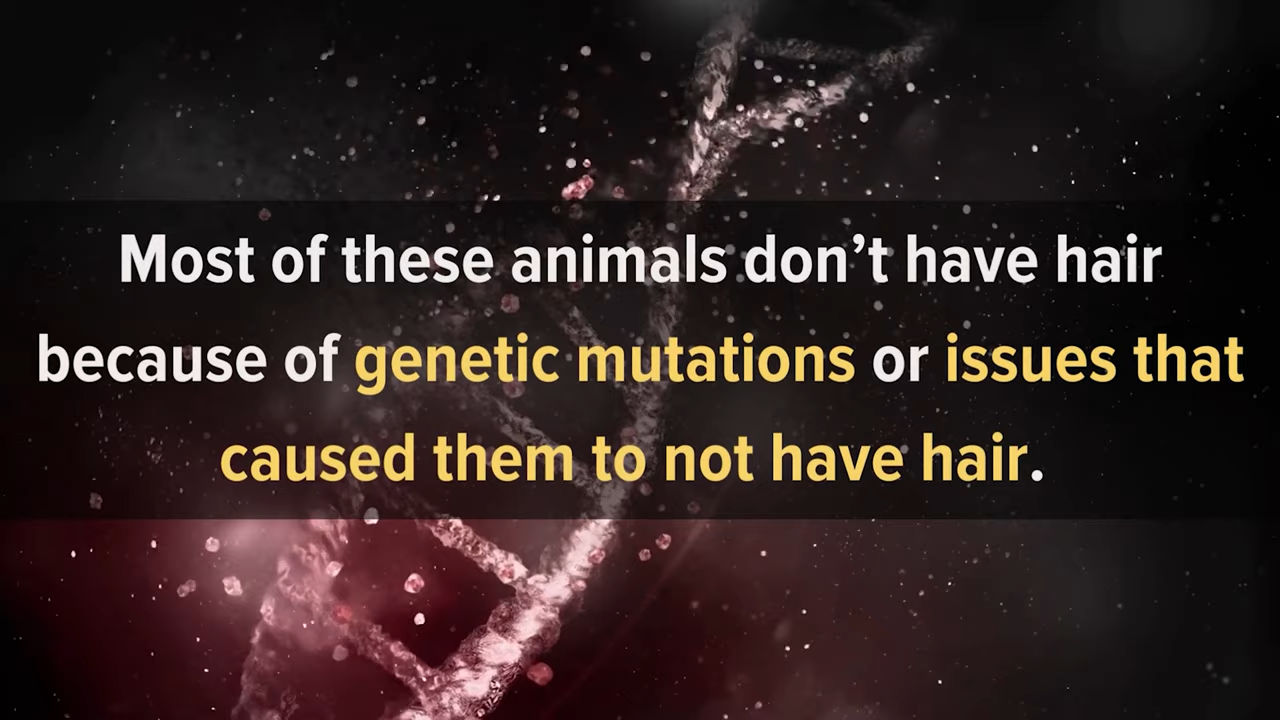 Most of these animals don’t have hair
because of genetic mutations or issues that
caused them to not have hair.